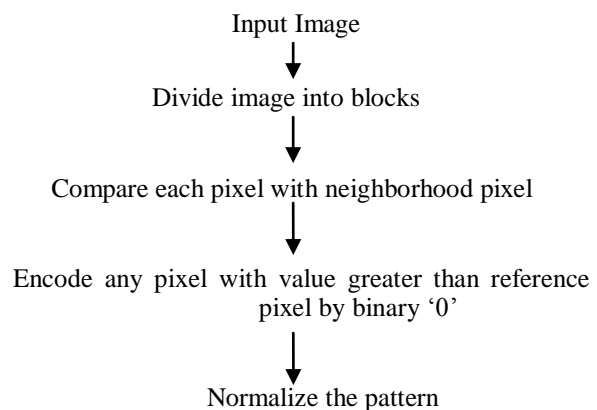 Input Image
Divide image into blocks
Compare each pixel with neighborhood pixel
Encode any pixel with value greater than reference
pixel by binary ‘0’
Normalize the pattern